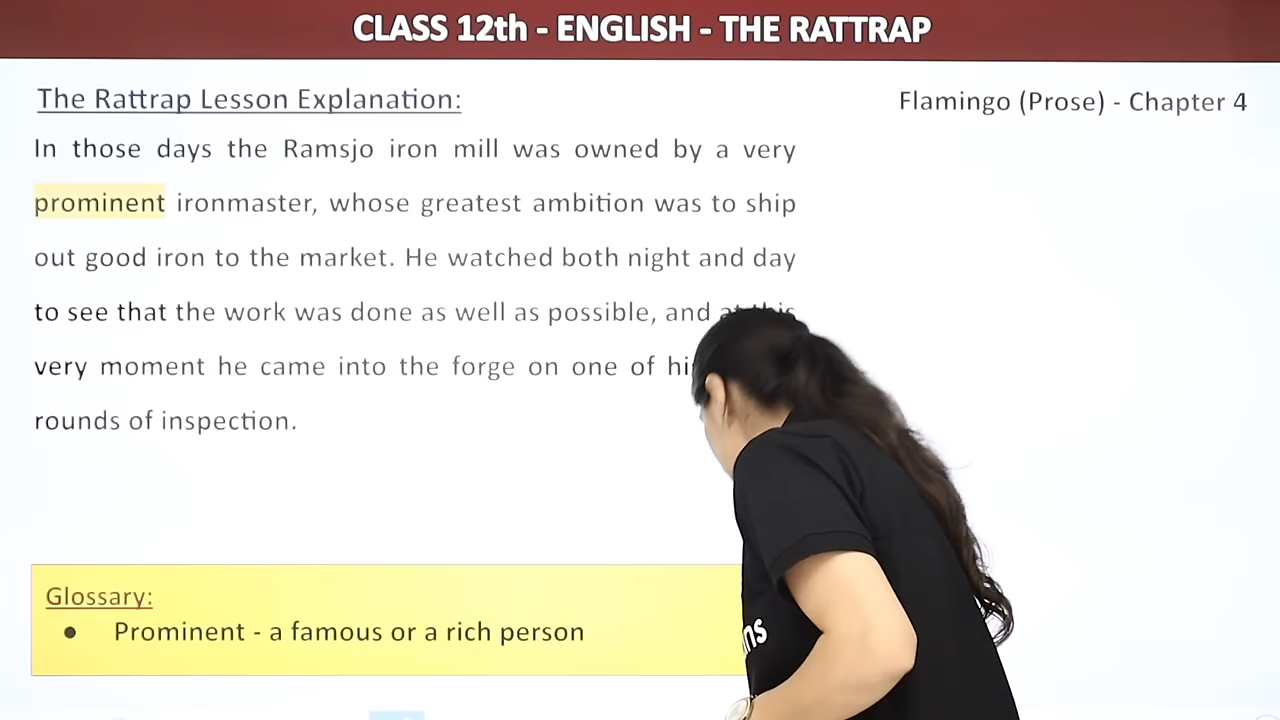 CLASS 12th - ENGLISH - THE RATTRAP
The Rattrap Lesson Explanation:
Flamingo (Prose) - Chapter 4
In those days the Ramsjo iron mill was owned by a very
prominent ironmaster, whose greatest ambition was to ship
out good iron to the market. He watched both night and day
to see that the work was done as well as possible, and at this
very moment he came into the forge on one of
rounds of inspection.
Glossary:
● Prominent - a famous or a rich person